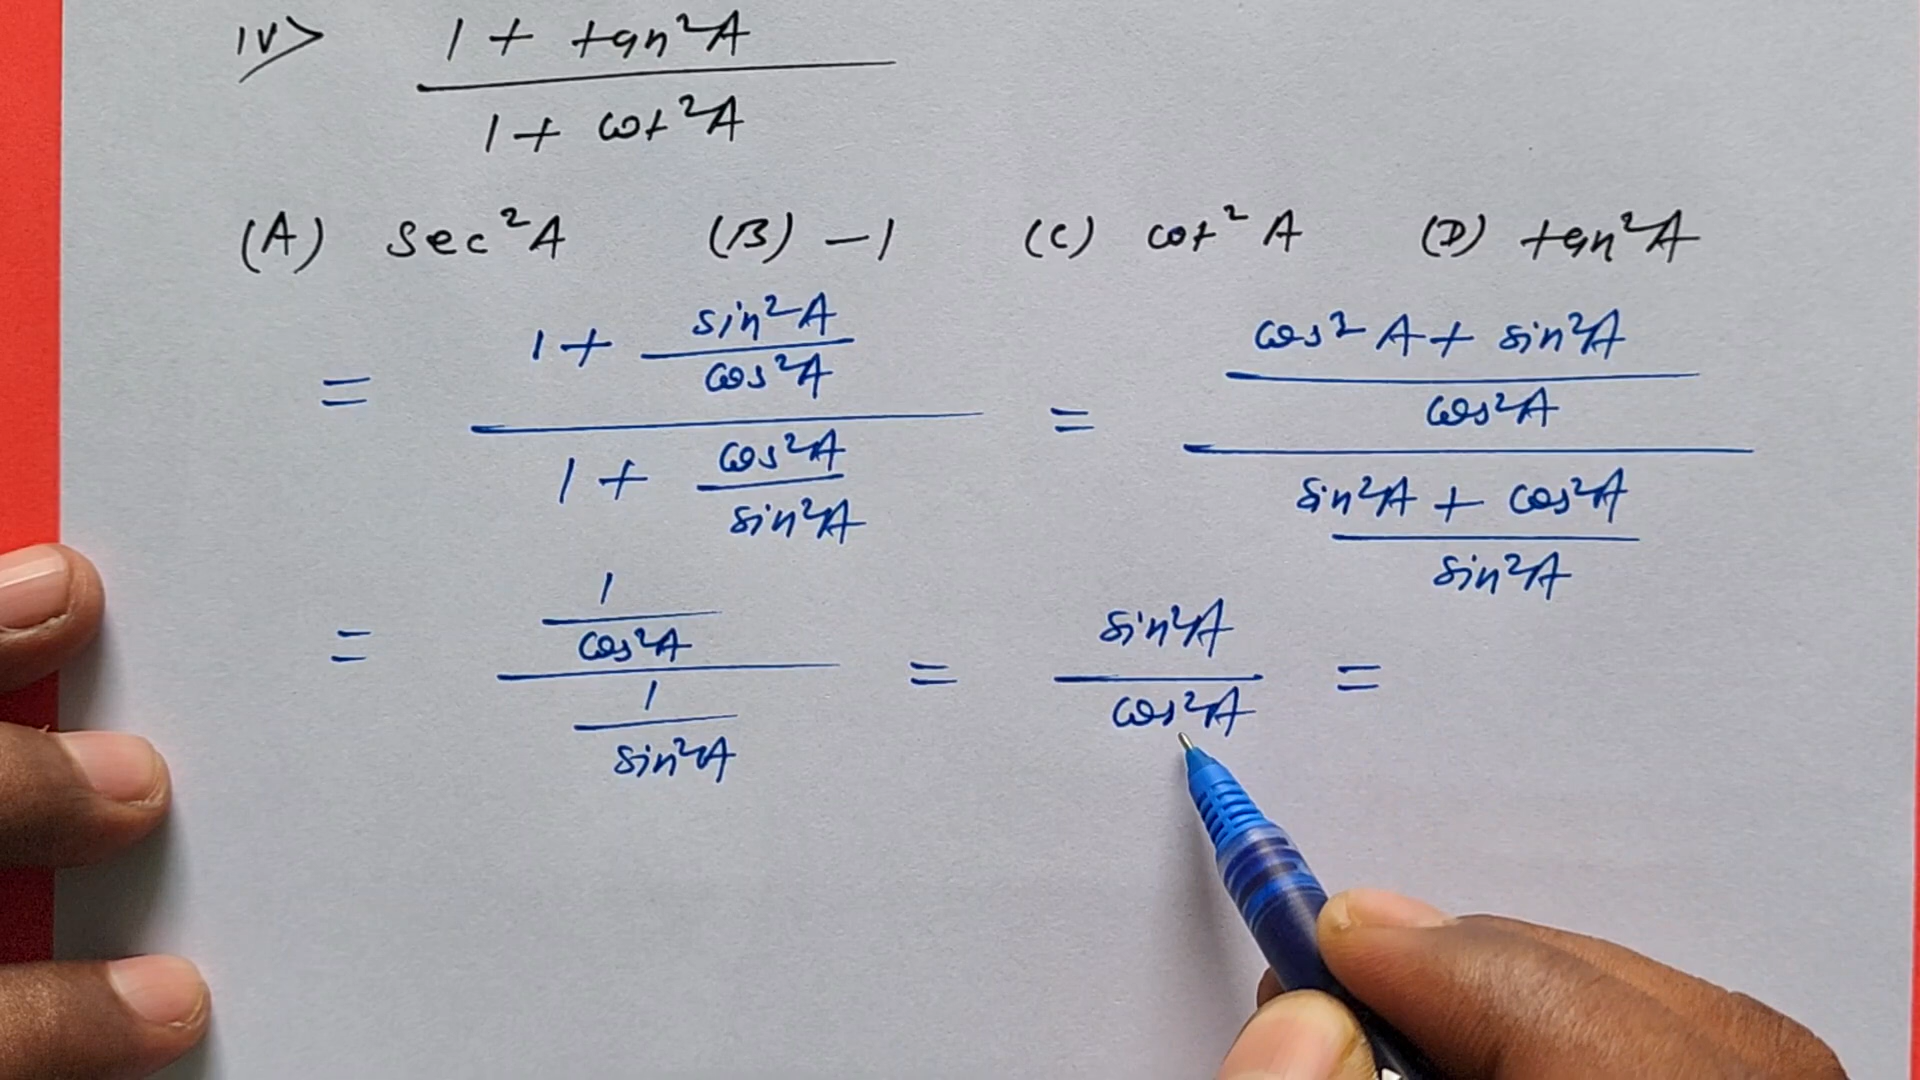 iv> (1 + tan²A) / (1 + cot²A)
(A) sec²A (B) -1 (C) cot²A (D) tan²A
= (1 + sin²A/cos²A) / (1 + cos²A/sin²A) = ((cos²A + sin²A)/cos²A) / ((sin²A + cos²A)/sin²A)
= (1/cos²A) / (1/sin²A) = sin²A/cos²A =